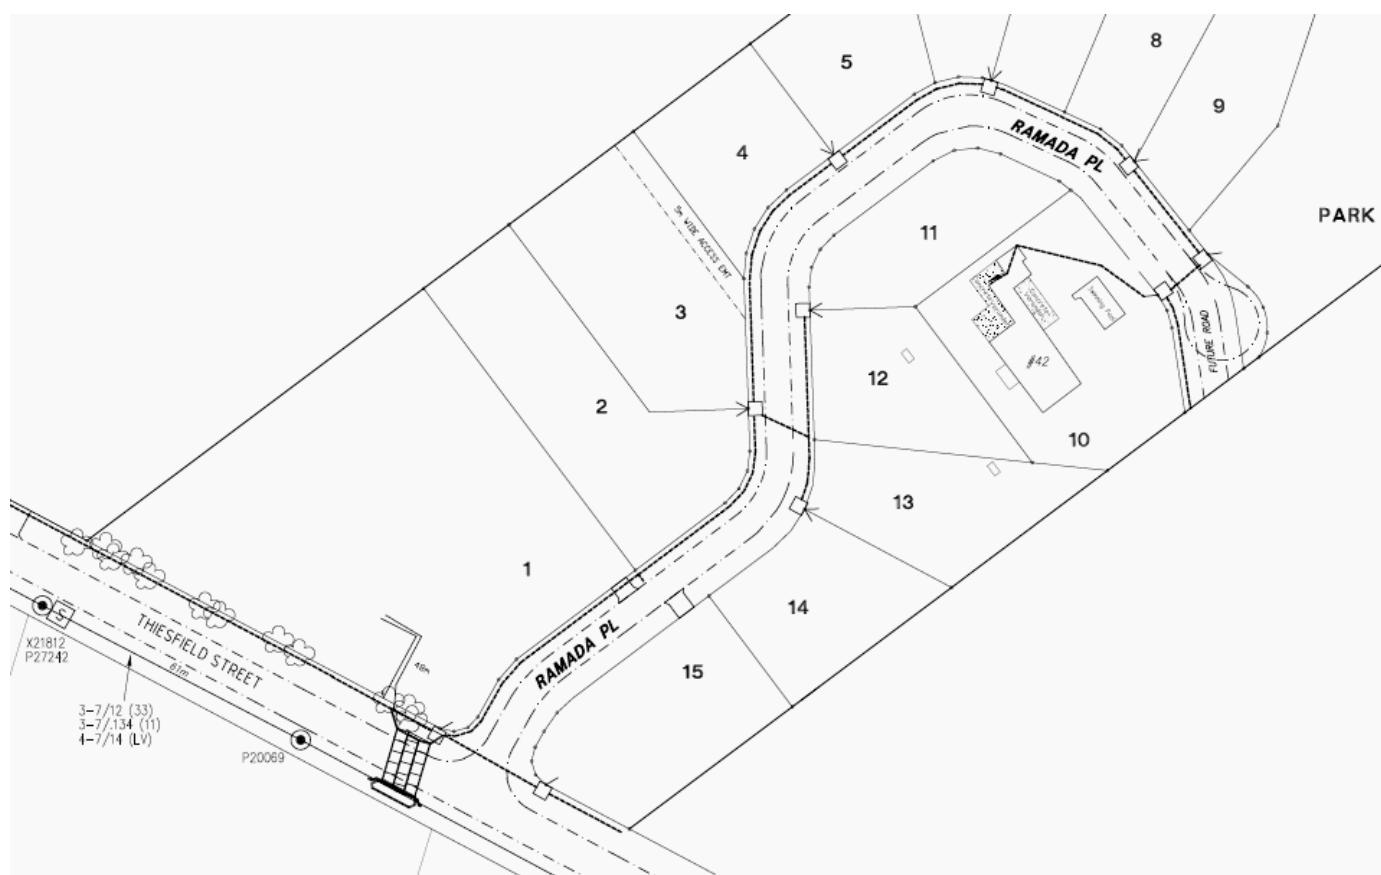 8
5
9
RAMADA PL
4
PARK
5m WIDE ACCESS EMT
11
3
FUTURE ROAD
#42
12
2
10
13
1
14
S
X21812
P27242
THIESFIELD STREET
61m
48m
RAMADA PL
15
3-7/12 (33)
3-7/.134 (11)
4-7/14 (LV)
P20069